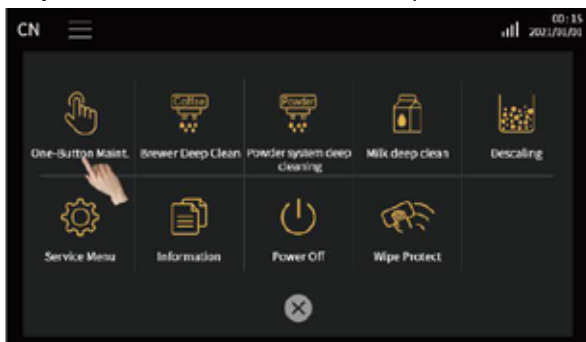 CN
00:15
2021/01/01
Coffee
Powder
One-Button Maint.
Brewer Deep Clean
Powder system deep
cleaning
Milk deep clean
Descaling
Service Menu
Information
Power Off
Wipe Protect